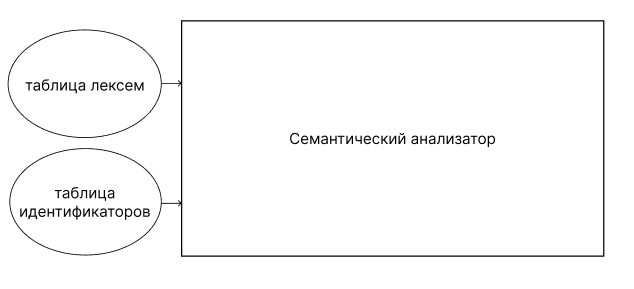 таблица лексем
Семантический анализатор
таблица
идентификаторов